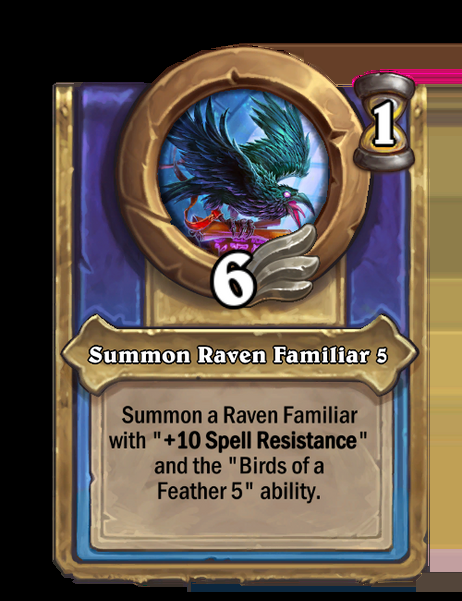 1
6
Summon Raven Familiar 5
Summon a Raven Familiar
with "+10 Spell Resistance"
and the "Birds of a
Feather 5" ability.